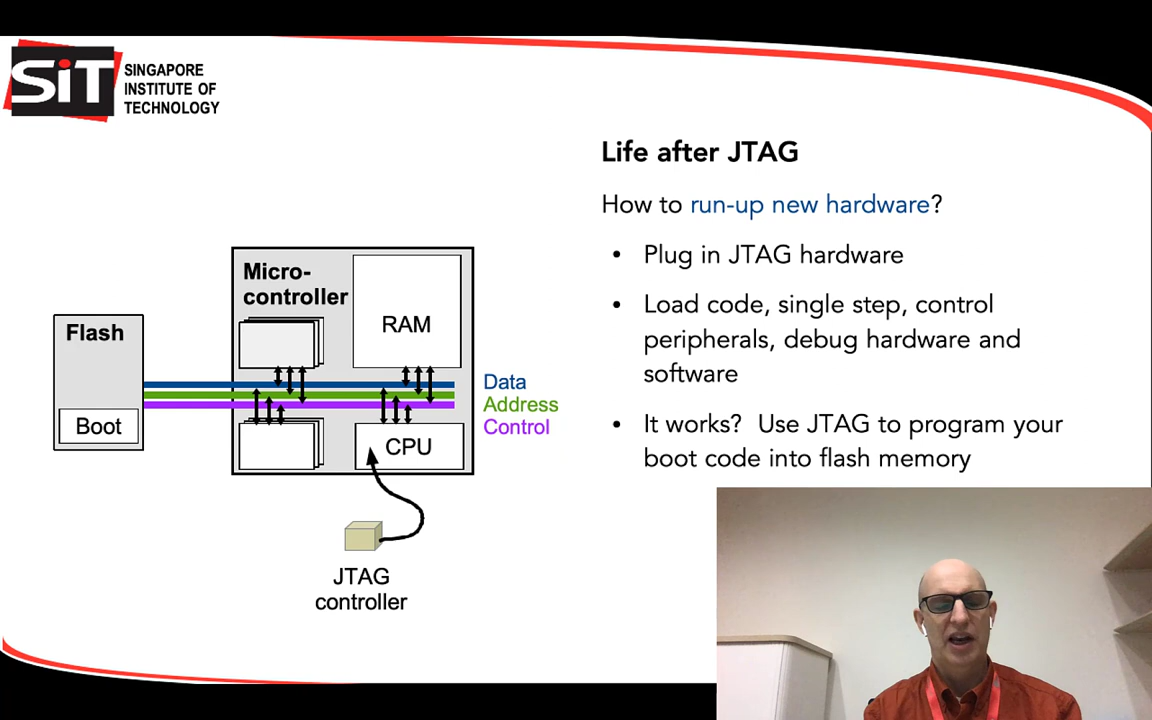 SiT
SINGAPORE
INSTITUTE OF
TECHNOLOGY
Life after JTAG
How to run-up new hardware?
• Plug in JTAG hardware
• Load code, single step, control
peripherals, debug hardware and
software
• It works?  Use JTAG to program your
boot code into flash memory
Flash
Boot
Micro-
controller
RAM
CPU
Data
Address
Control
JTAG
controller